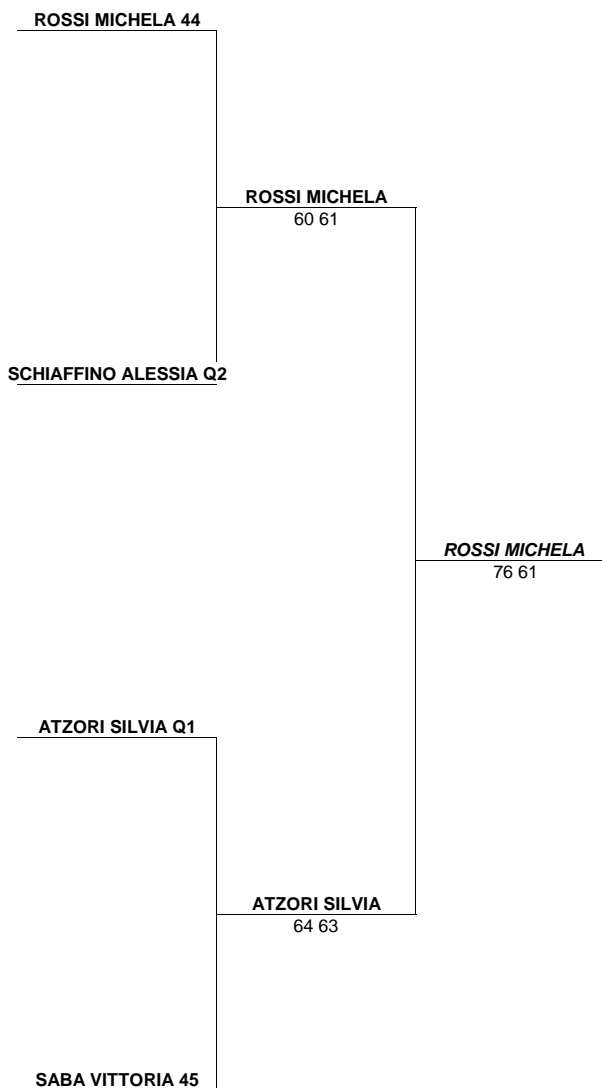 ROSSI MICHELA 44
ROSSI MICHELA
60 61
SCHIAFFINO ALESSIA Q2
ROSSI MICHELA
76 61
ATZORI SILVIA Q1
ATZORI SILVIA
64 63
SABA VITTORIA 45